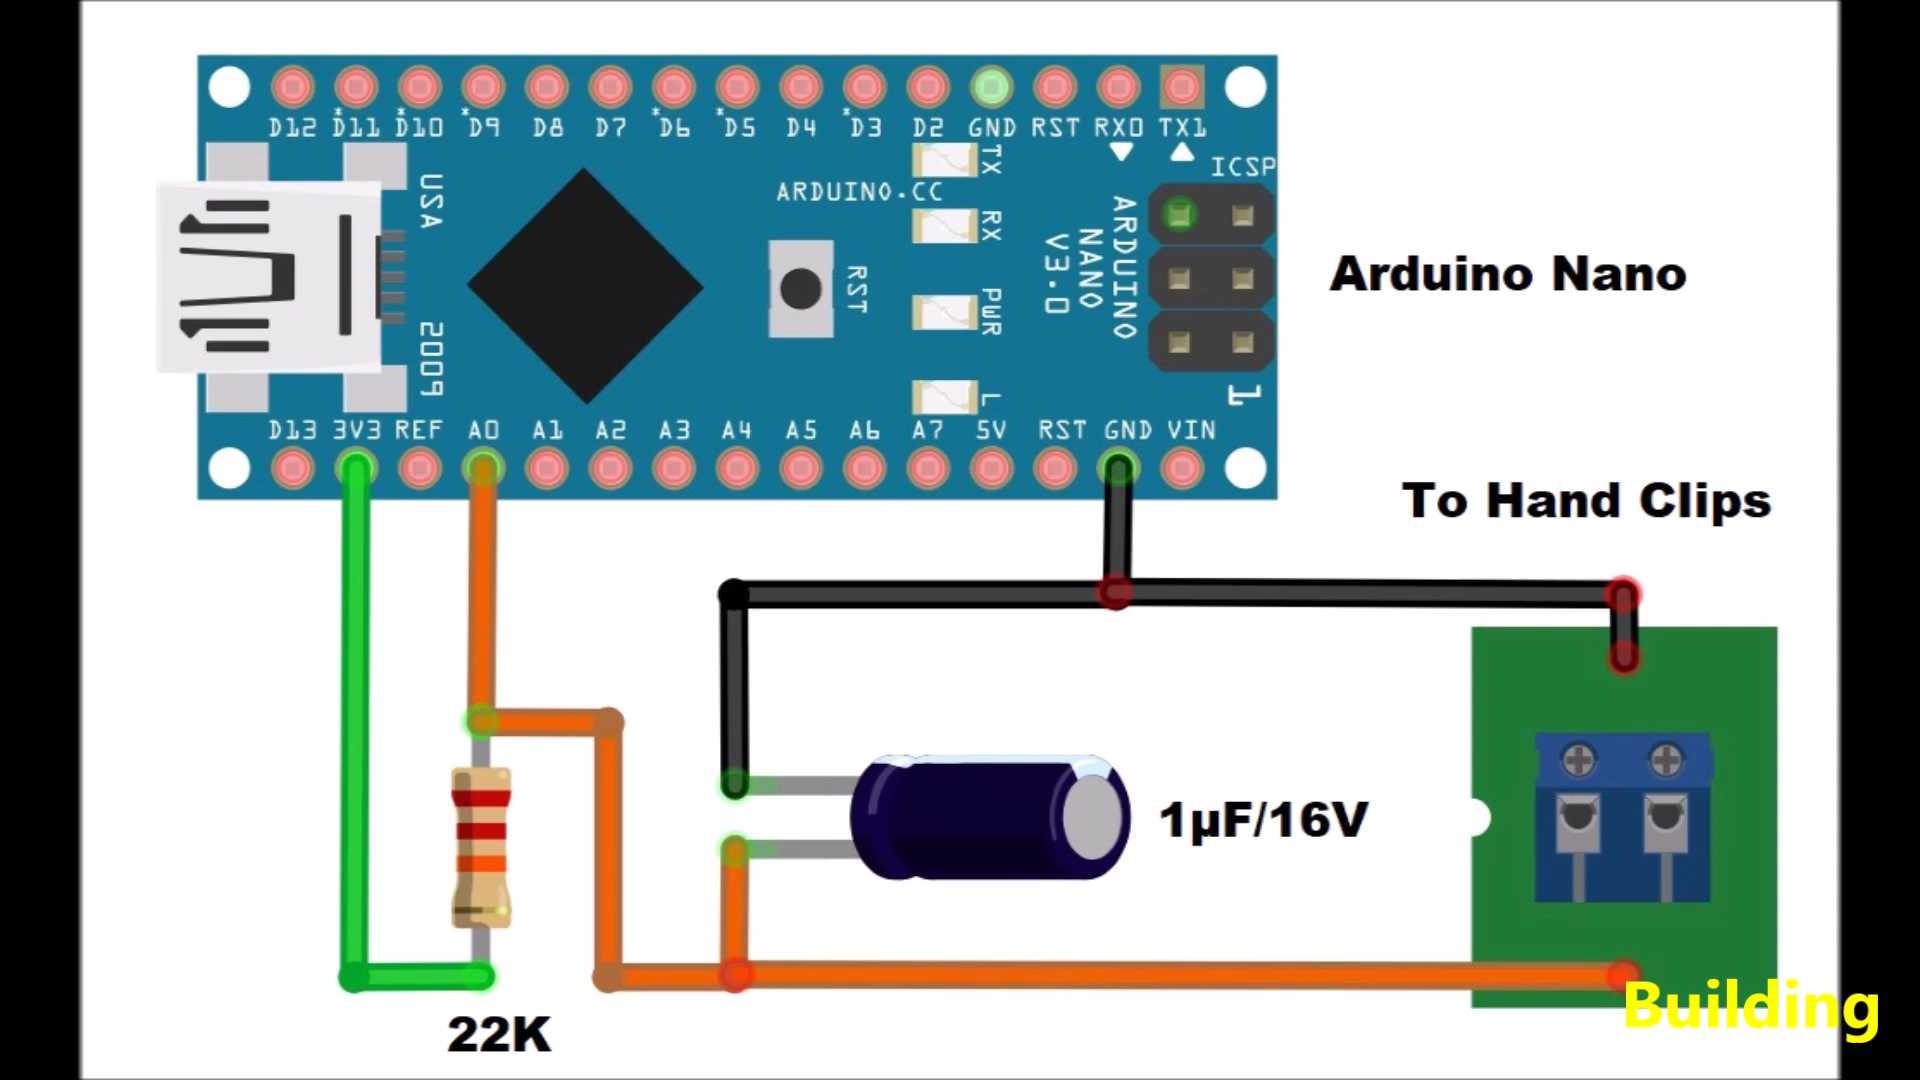 D12 *D11 *D10 *D9 D8 D7 *D6 *D5 D4 *D3 D2 GND RST RX0 TX1
ICSP
TX
USA
ARDUINO.CC
RX
ARDUINO
NANO
V3.0
RST
PWR
Arduino Nano
2009
L
1
D13 3V3 REF A0 A1 A2 A3 A4 A5 A6 A7 5V RST GND VIN
To Hand Clips
1µF/16V
Building
22K